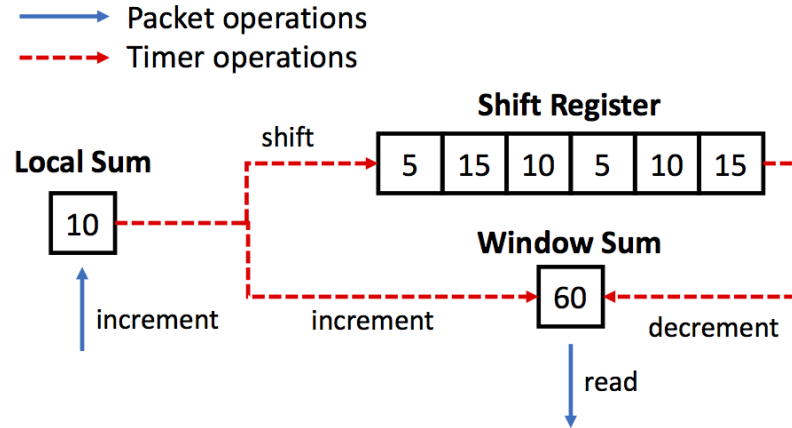 Packet operations
Timer operations
Shift Register
shift
Local Sum
5 15 10 5 10 15
10
Window Sum
60
increment
increment
decrement
read